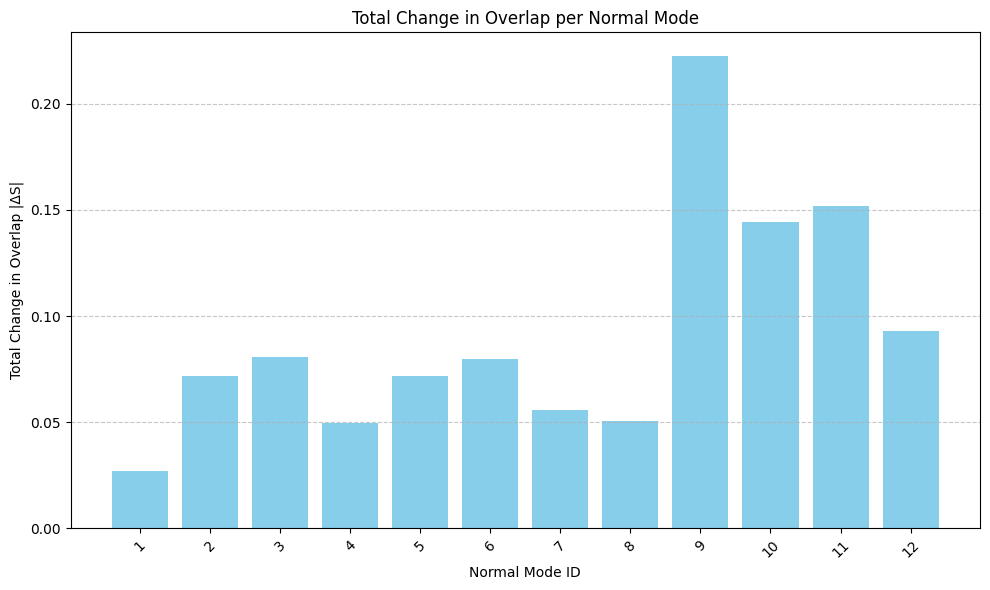 Total Change in Overlap per Normal Mode
Total Change in Overlap |ΔS|
0.20
0.15
0.10
0.05
0.00
1 2 3 4 5 6 7 8 9 10 11 12
Normal Mode ID